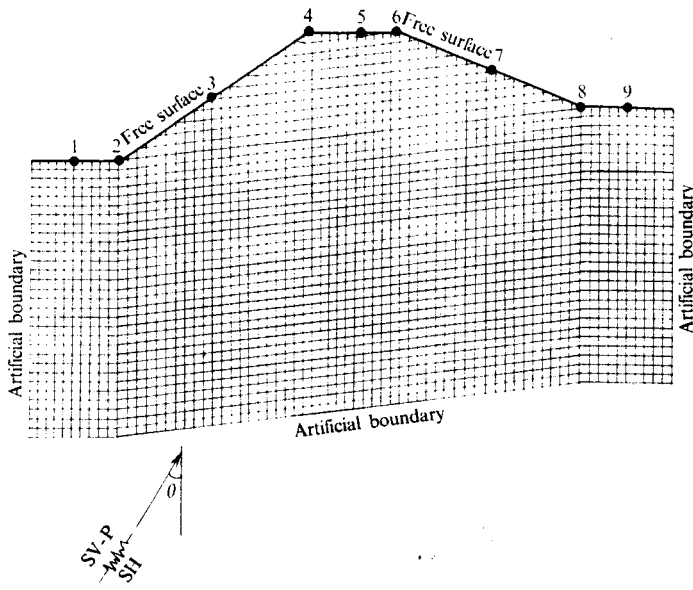 4 5 6
Free surface 7
Free surface 3
8 9
1 2
Artificial boundary
Artificial boundary
Artificial boundary
θ
SV-P
SH